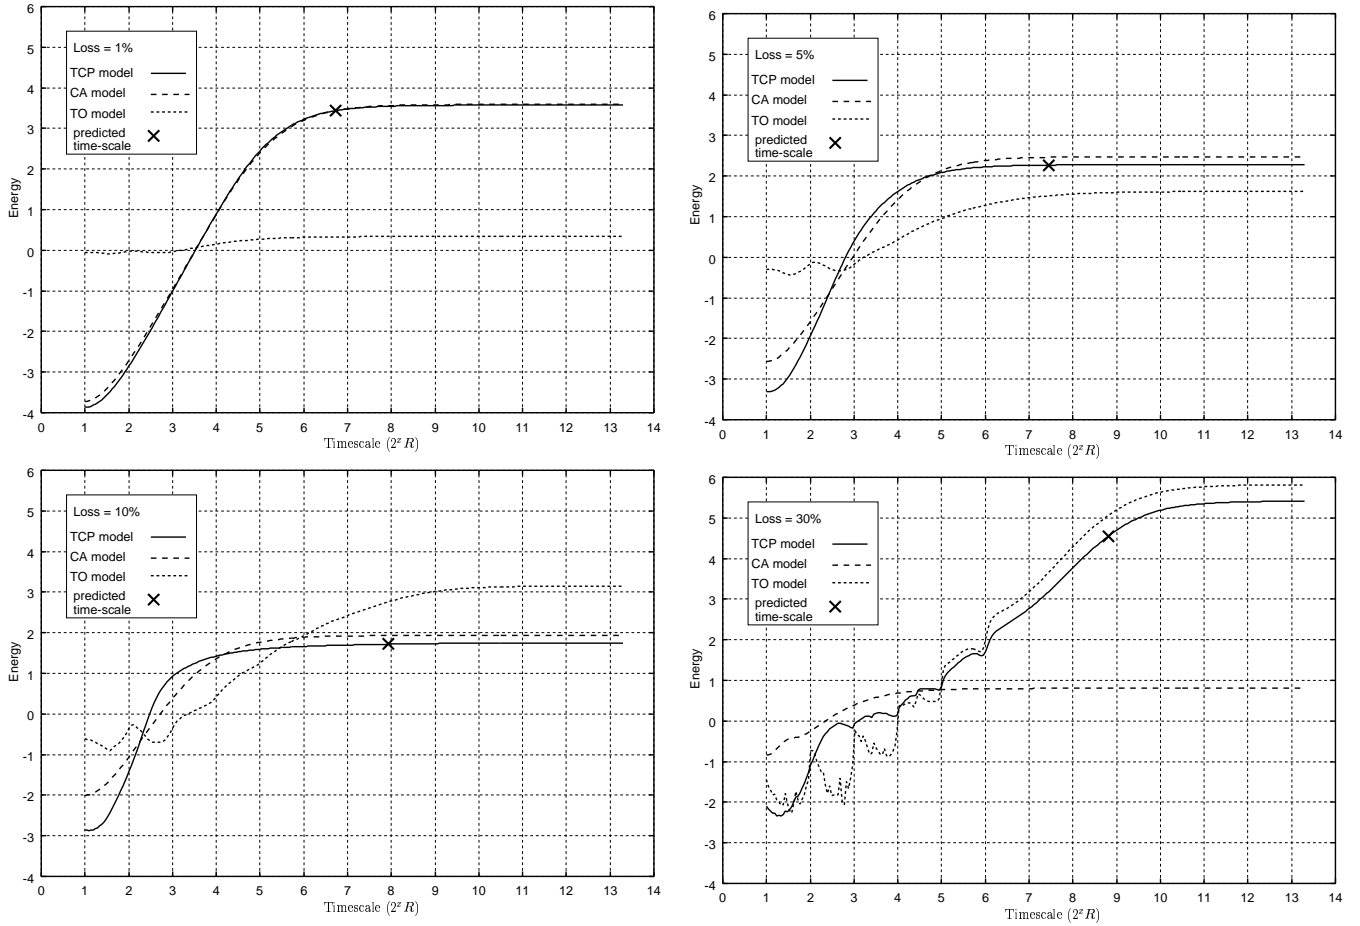 6
5
4
3
2
1
0
-1
-2
-3
-4
Energy
Loss = 1%
TCP model
CA model
TO model
predicted
time-scale
0 1 2 3 4 5 6 7 8 9 10 11 12 13 14
Timescale (2^x R)
6
5
4
3
2
1
0
-1
-2
-3
-4
Energy
Loss = 5%
TCP model
CA model
TO model
predicted
time-scale
0 1 2 3 4 5 6 7 8 9 10 11 12 13 14
Timescale (2^x R)
6
5
4
3
2
1
0
-1
-2
-3
-4
Energy
Loss = 10%
TCP model
CA model
TO model
predicted
time-scale
0 1 2 3 4 5 6 7 8 9 10 11 12 13 14
Timescale (2^x R)
6
5
4
3
2
1
0
-1
-2
-3
-4
Energy
Loss = 30%
TCP model
CA model
TO model
predicted
time-scale
0 1 2 3 4 5 6 7 8 9 10 11 12 13 14
Timescale (2^x R)